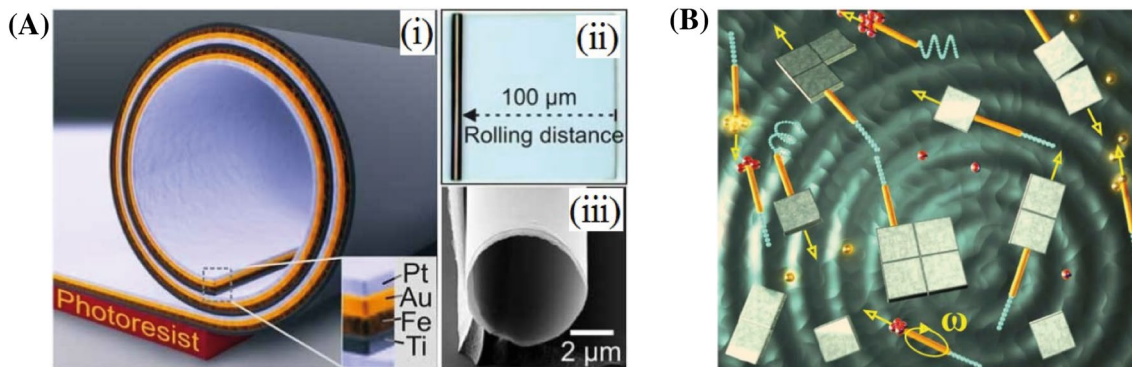 (A)
(i)
Photoresist
Pt
Au
Fe
Ti
(ii)
100 µm
Rolling distance
(iii)
2 µm
(B)
ω